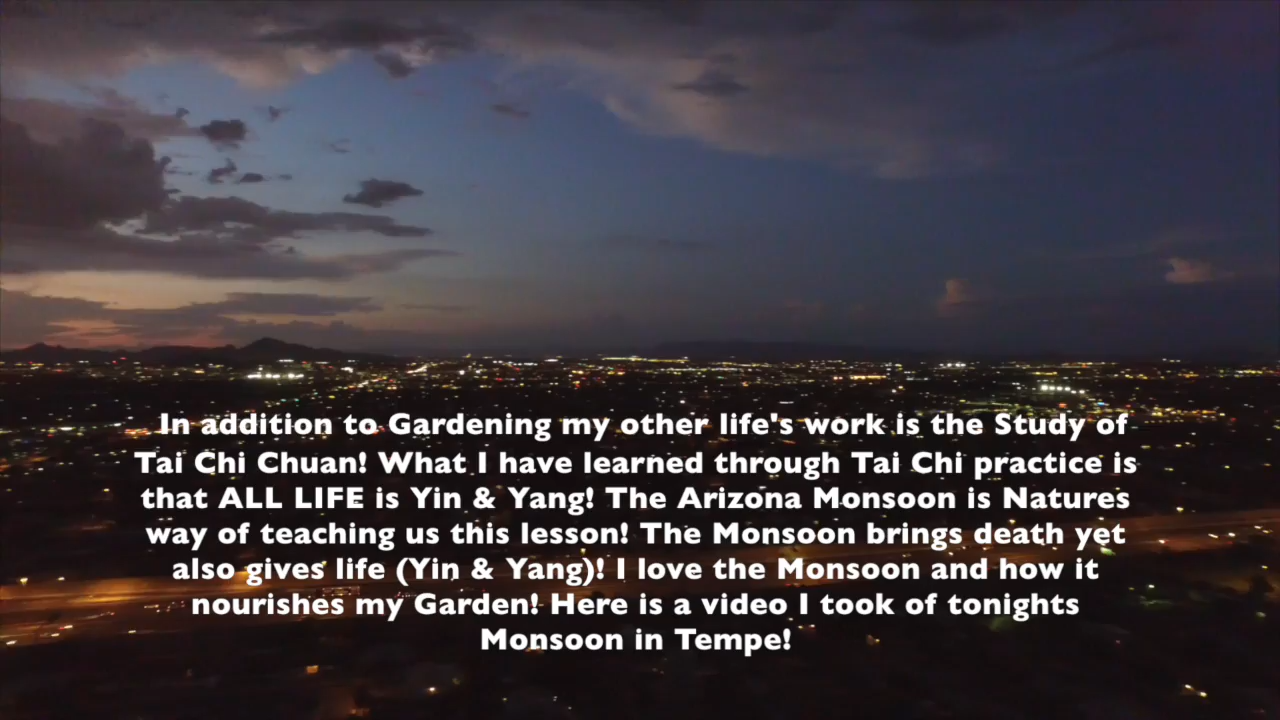 In addition to Gardening my other life's work is the Study of
Tai Chi Chuan! What I have learned through Tai Chi practice is
that ALL LIFE is Yin & Yang! The Arizona Monsoon is Natures
way of teaching us this lesson! The Monsoon brings death yet
also gives life (Yin & Yang)! I love the Monsoon and how it
nourishes my Garden! Here is a video I took of tonights
Monsoon in Tempe!